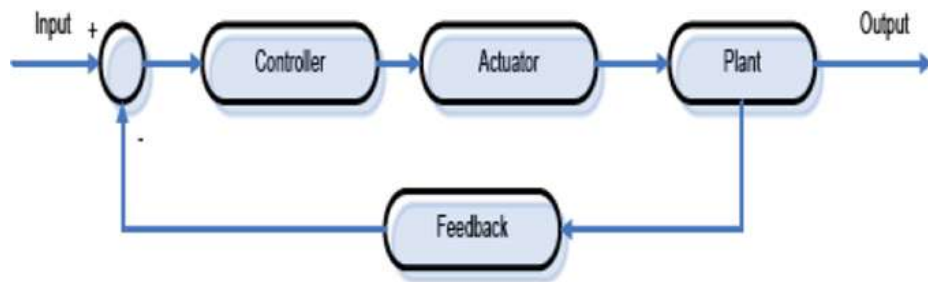 Input
+
Controller
Actuator
Plant
Output
-
Feedback